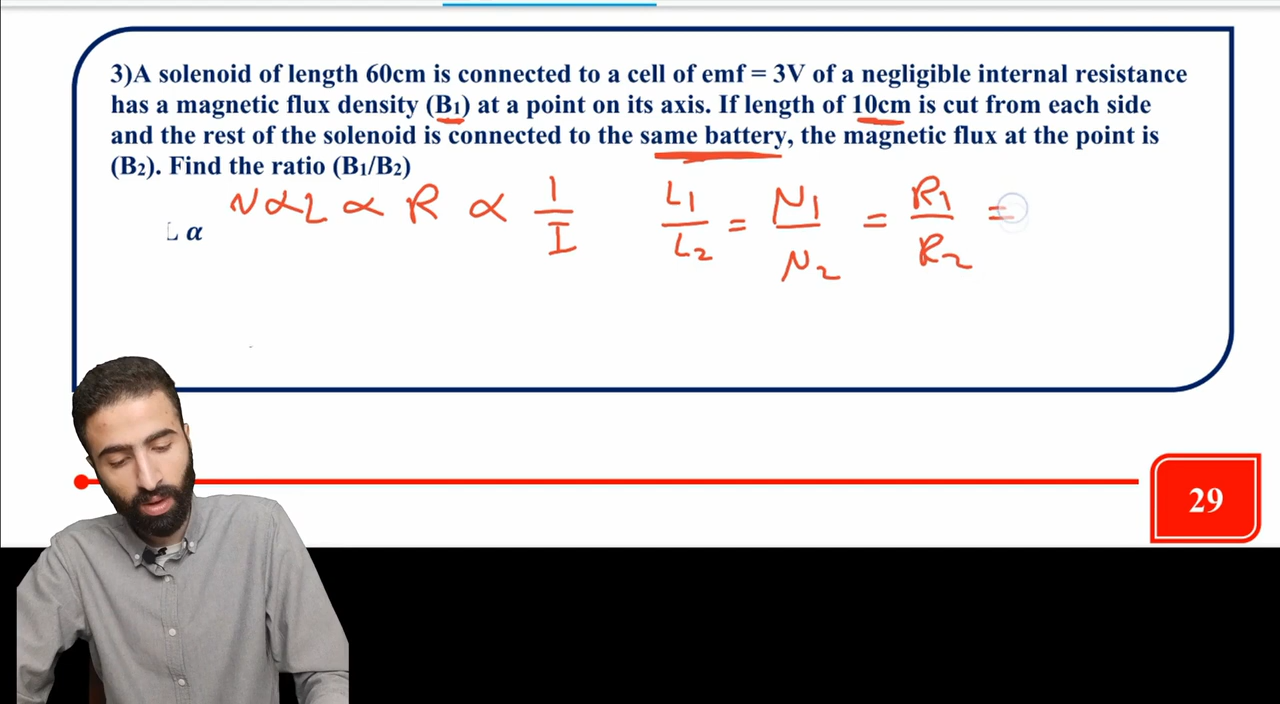 3)A solenoid of length 60cm is connected to a cell of emf = 3V of a negligible internal resistance
has a magnetic flux density (B₁) at a point on its axis. If length of 10cm is cut from each side
and the rest of the solenoid is connected to the same battery, the magnetic flux at the point is
(B₂). Find the ratio (B₁/B₂)
N α L α R α 1/I
L₁/L₂ = N₁/N₂ = R₁/R₂ =
L α
29